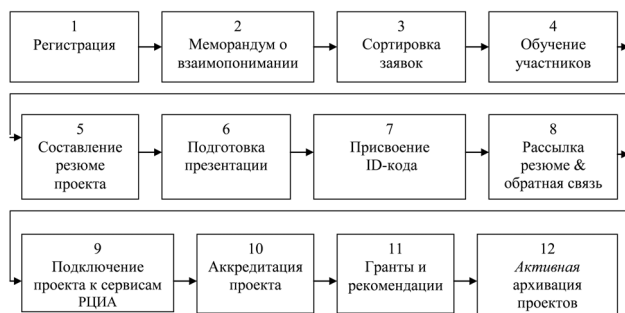 1
Регистрация
2
Меморандум о
взаимопонимании
3
Сортировка
заявок
4
Обучение
участников
5
Составление
резюме
проекта
6
Подготовка
презентации
7
Присвоение
ID-кода
8
Рассылка
резюме &
обратная связь
9
Подключение
проекта к сервисам
РЦИА
10
Аккредитация
проекта
11
Гранты и
рекомендации
12
Активная
архивация
проектов